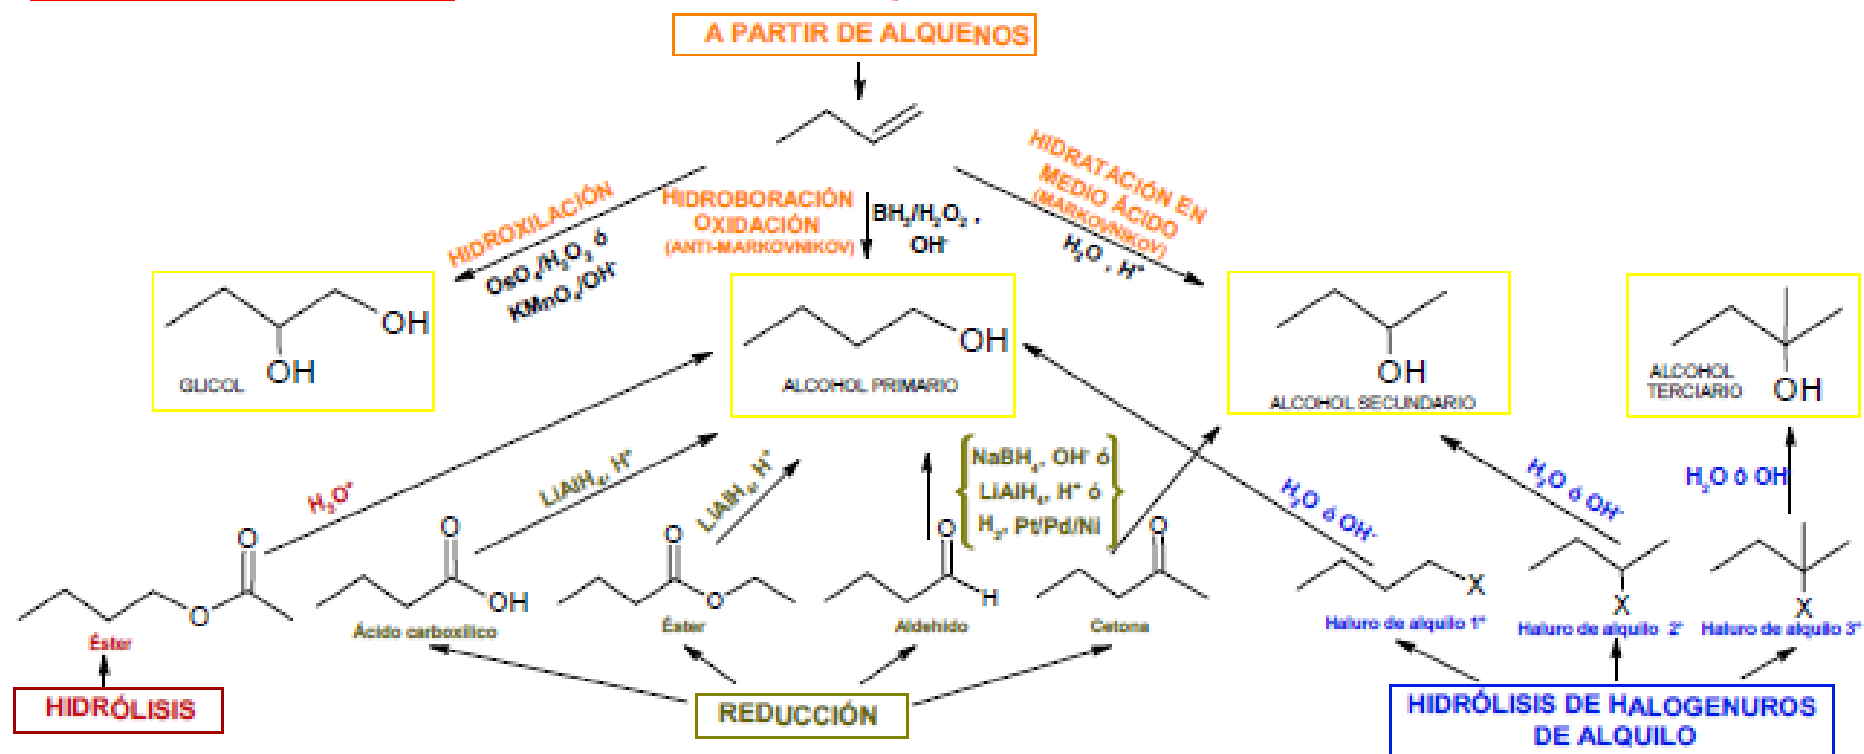 A PARTIR DE ALQUENOS
HIDROXILACIÓN
OsO₄/H₂O₂ ó
KMnO₄/OH⁻
HIDROBORACIÓN
OXIDACIÓN
(ANTI-MARKOVNIKOV)
BH₃/H₂O₂ ,
OH⁻
HIDRATACIÓN EN
MEDIO ÁCIDO
(MARKOVNIKOV)
H₂O , H⁺
OH
OH
GLICOL
OH
ALCOHOL PRIMARIO
OH
ALCOHOL SECUNDARIO
ALCOHOL
TERCIARIO
OH
H₃O⁺
LiAlH₄, H⁺
LiAlH₄, H⁺
NaBH₄, OH⁻ ó
LiAlH₄, H⁺ ó
H₂, Pt/Pd/Ni
H₂O ó OH⁻
H₂O ó OH⁻
H₂O ó OH
O
O
Éster
O
OH
Ácido carboxílico
O
O
Éster
O
H
Aldehido
O
Cetona
X
Haluro de alquilo 1°
X
Haluro de alquilo 2°
X
Haluro de alquilo 3°
HIDRÓLISIS
REDUCCIÓN
HIDRÓLISIS DE HALOGENUROS
DE ALQUILO